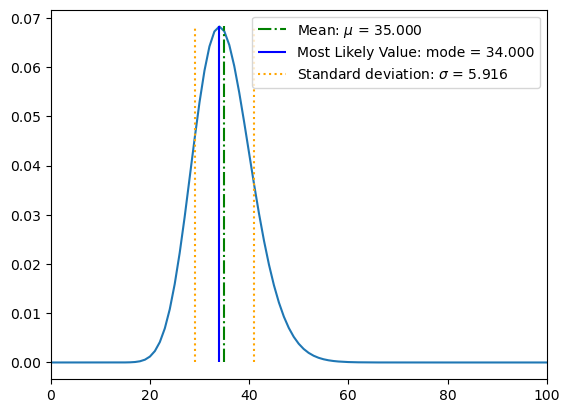 Mean: μ = 35.000
Most Likely Value: mode = 34.000
Standard deviation: σ = 5.916
0.07
0.06
0.05
0.04
0.03
0.02
0.01
0.00
0 20 40 60 80 100